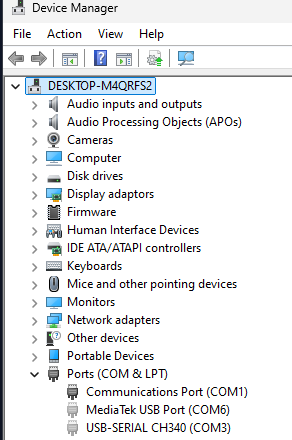 Device Manager
File Action View Help
DESKTOP-M4QRFS2
Audio inputs and outputs
Audio Processing Objects (APOs)
Cameras
Computer
Disk drives
Display adaptors
Firmware
Human Interface Devices
IDE ATA/ATAPI controllers
Keyboards
Mice and other pointing devices
Monitors
Network adapters
Other devices
Portable Devices
Ports (COM & LPT)
Communications Port (COM1)
MediaTek USB Port (COM6)
USB-SERIAL CH340 (COM3)